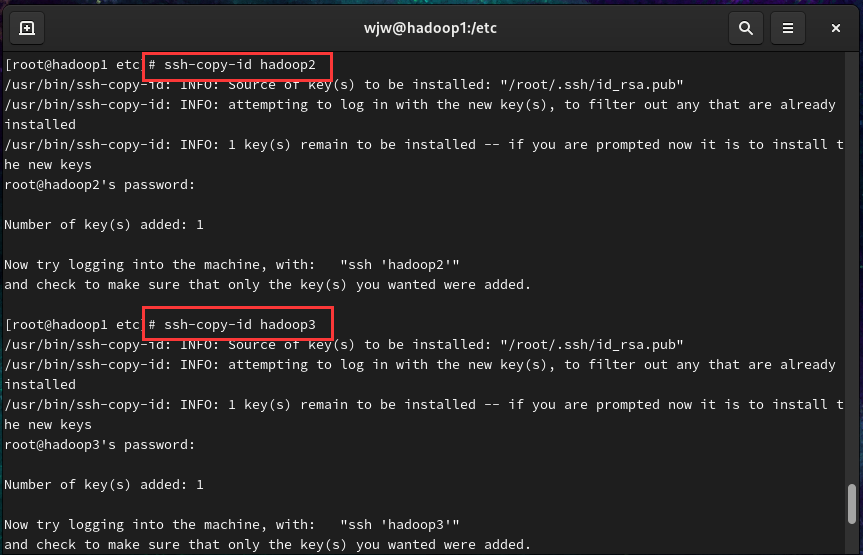 wjw@hadoop1:/etc
[root@hadoop1 etc]# ssh-copy-id hadoop2
/usr/bin/ssh-copy-id: INFO: Source of key(s) to be installed: "/root/.ssh/id_rsa.pub"
/usr/bin/ssh-copy-id: INFO: attempting to log in with the new key(s), to filter out any that are already
installed
/usr/bin/ssh-copy-id: INFO: 1 key(s) remain to be installed -- if you are prompted now it is to install t
he new keys
root@hadoop2's password:
Number of key(s) added: 1
Now try logging into the machine, with:   "ssh 'hadoop2'"
and check to make sure that only the key(s) you wanted were added.
[root@hadoop1 etc]# ssh-copy-id hadoop3
/usr/bin/ssh-copy-id: INFO: Source of key(s) to be installed: "/root/.ssh/id_rsa.pub"
/usr/bin/ssh-copy-id: INFO: attempting to log in with the new key(s), to filter out any that are already
installed
/usr/bin/ssh-copy-id: INFO: 1 key(s) remain to be installed -- if you are prompted now it is to install t
he new keys
root@hadoop3's password:
Number of key(s) added: 1
Now try logging into the machine, with:   "ssh 'hadoop3'"
and check to make sure that only the key(s) you wanted were added.